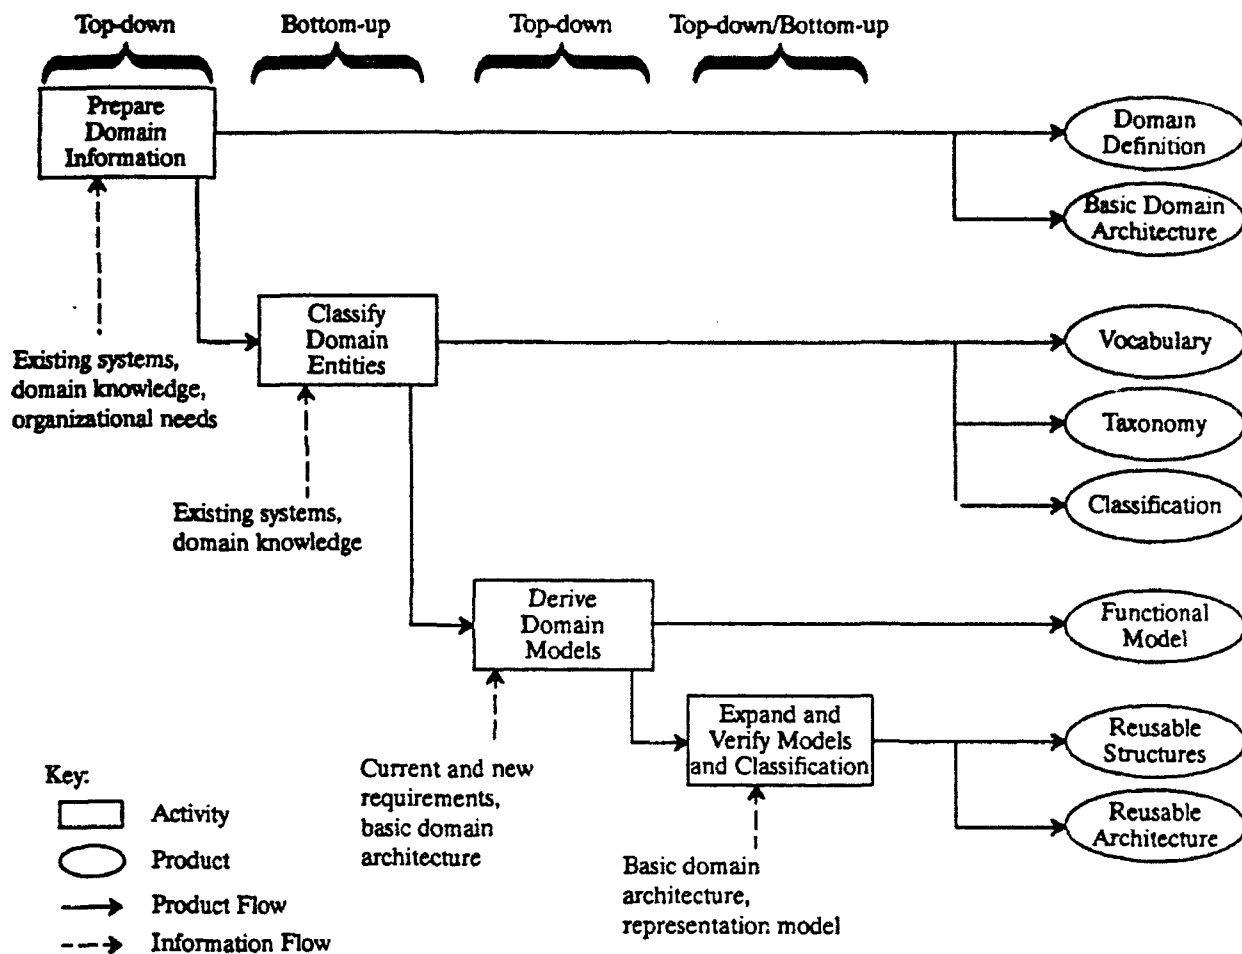 Top-down
Bottom-up
Top-down
Top-down/Bottom-up
Prepare
Domain
Information
Domain
Definition
Basic Domain
Architecture
Existing systems,
domain knowledge,
organizational needs
Classify
Domain
Entities
Vocabulary
Taxonomy
Classification
Existing systems,
domain knowledge
Derive
Domain
Models
Functional
Model
Current and new
requirements,
basic domain
architecture
Expand and
Verify Models
and Classification
Reusable
Structures
Reusable
Architecture
Basic domain
architecture,
representation model
Key:
Activity
Product
Product Flow
Information Flow